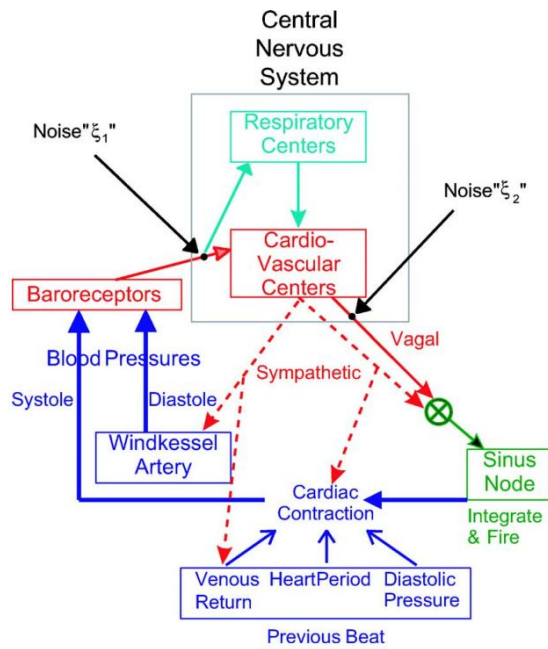 Central
Nervous
System
Noise"ξ₁"
Respiratory
Centers
Noise"ξ₂"
Cardio-
Vascular
Centers
Baroreceptors
Vagal
Blood Pressures
Sympathetic
Systole
Diastole
Windkessel
Artery
Sinus
Node
Cardiac
Contraction
Integrate
& Fire
Venous
Return
HeartPeriod
Diastolic
Pressure
Previous Beat